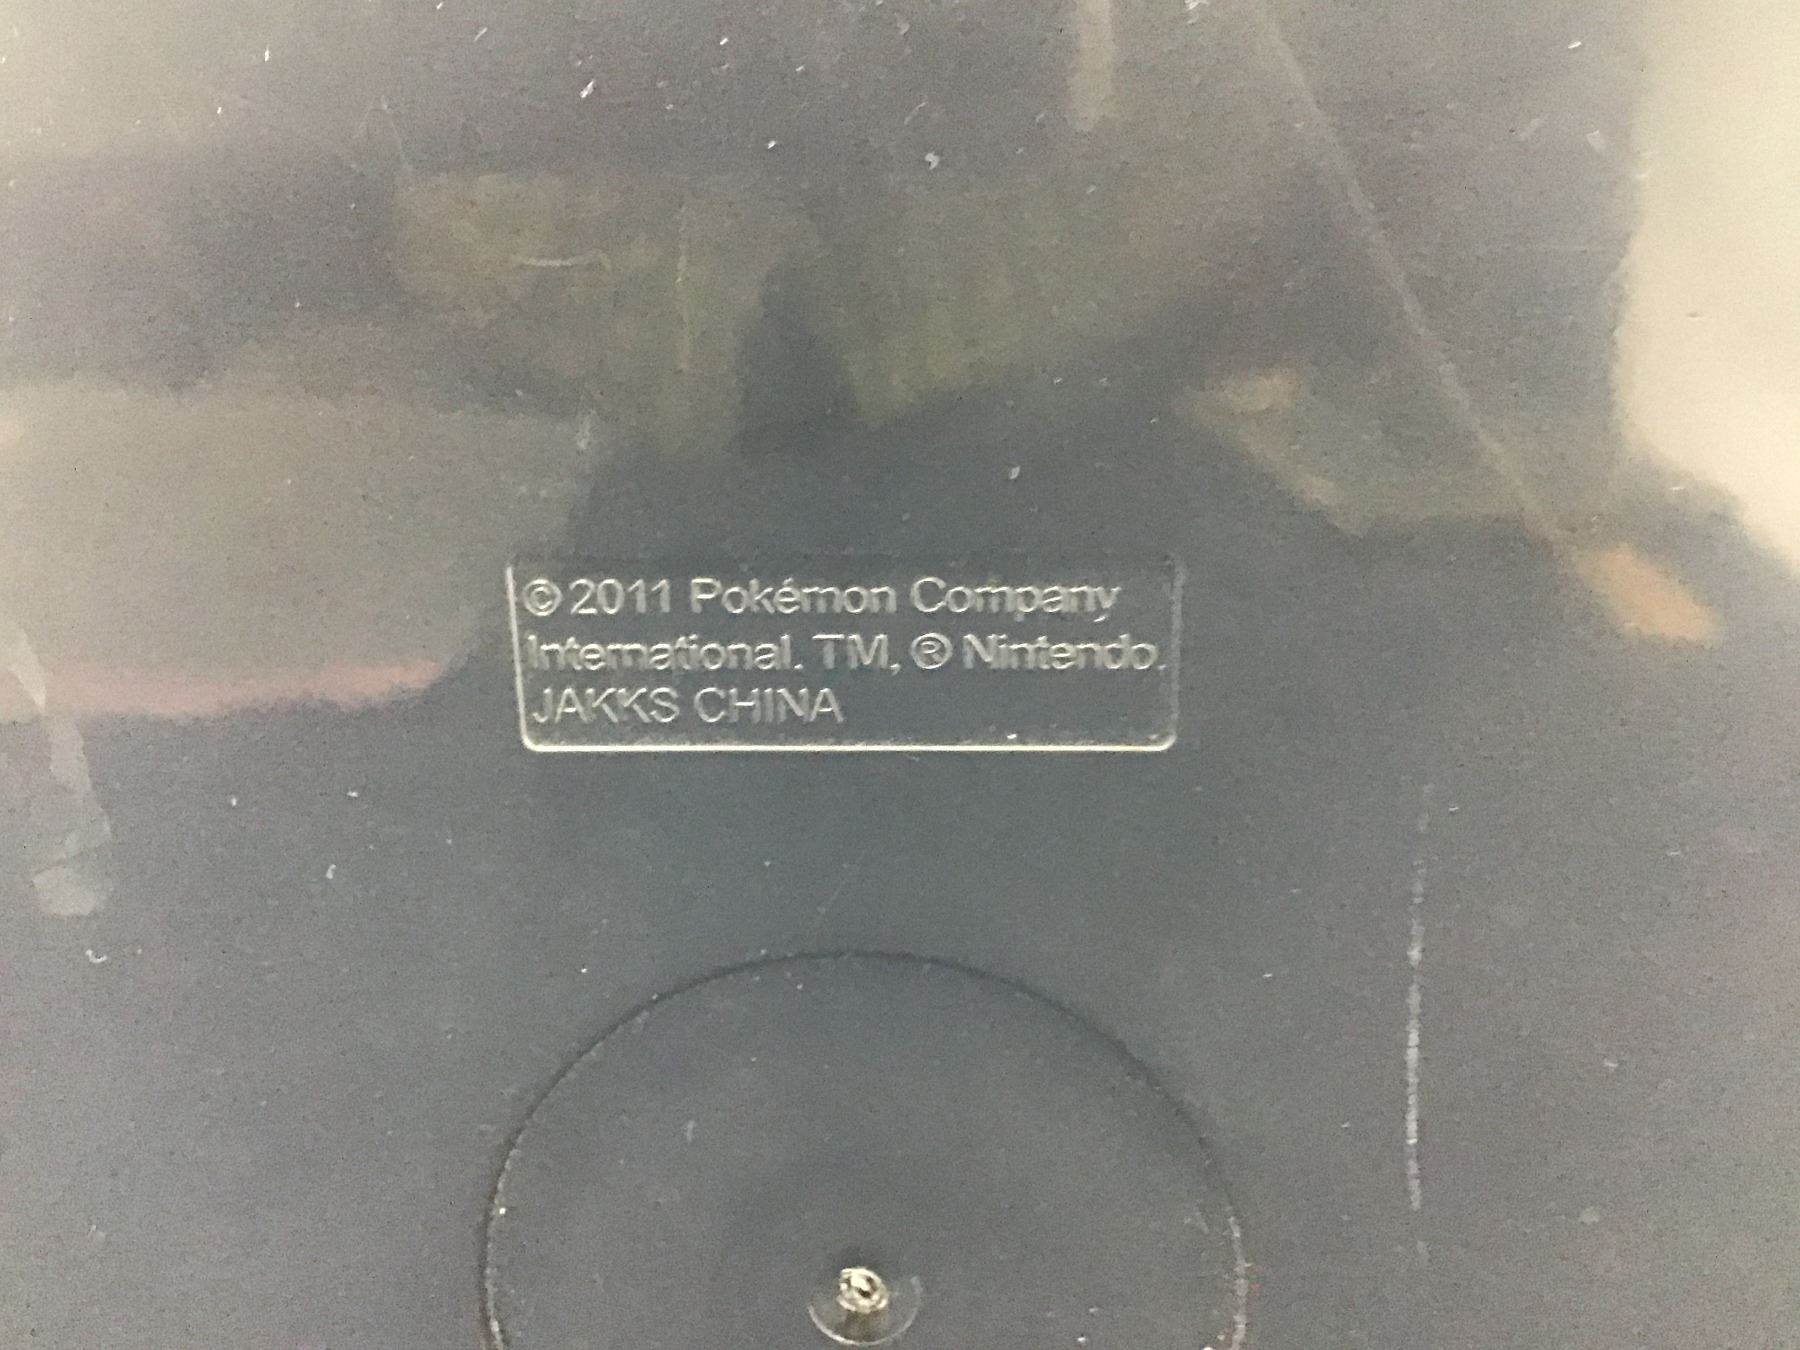 © 2011 Pokémon Company
International. TM, ® Nintendo.
JAKKS CHINA